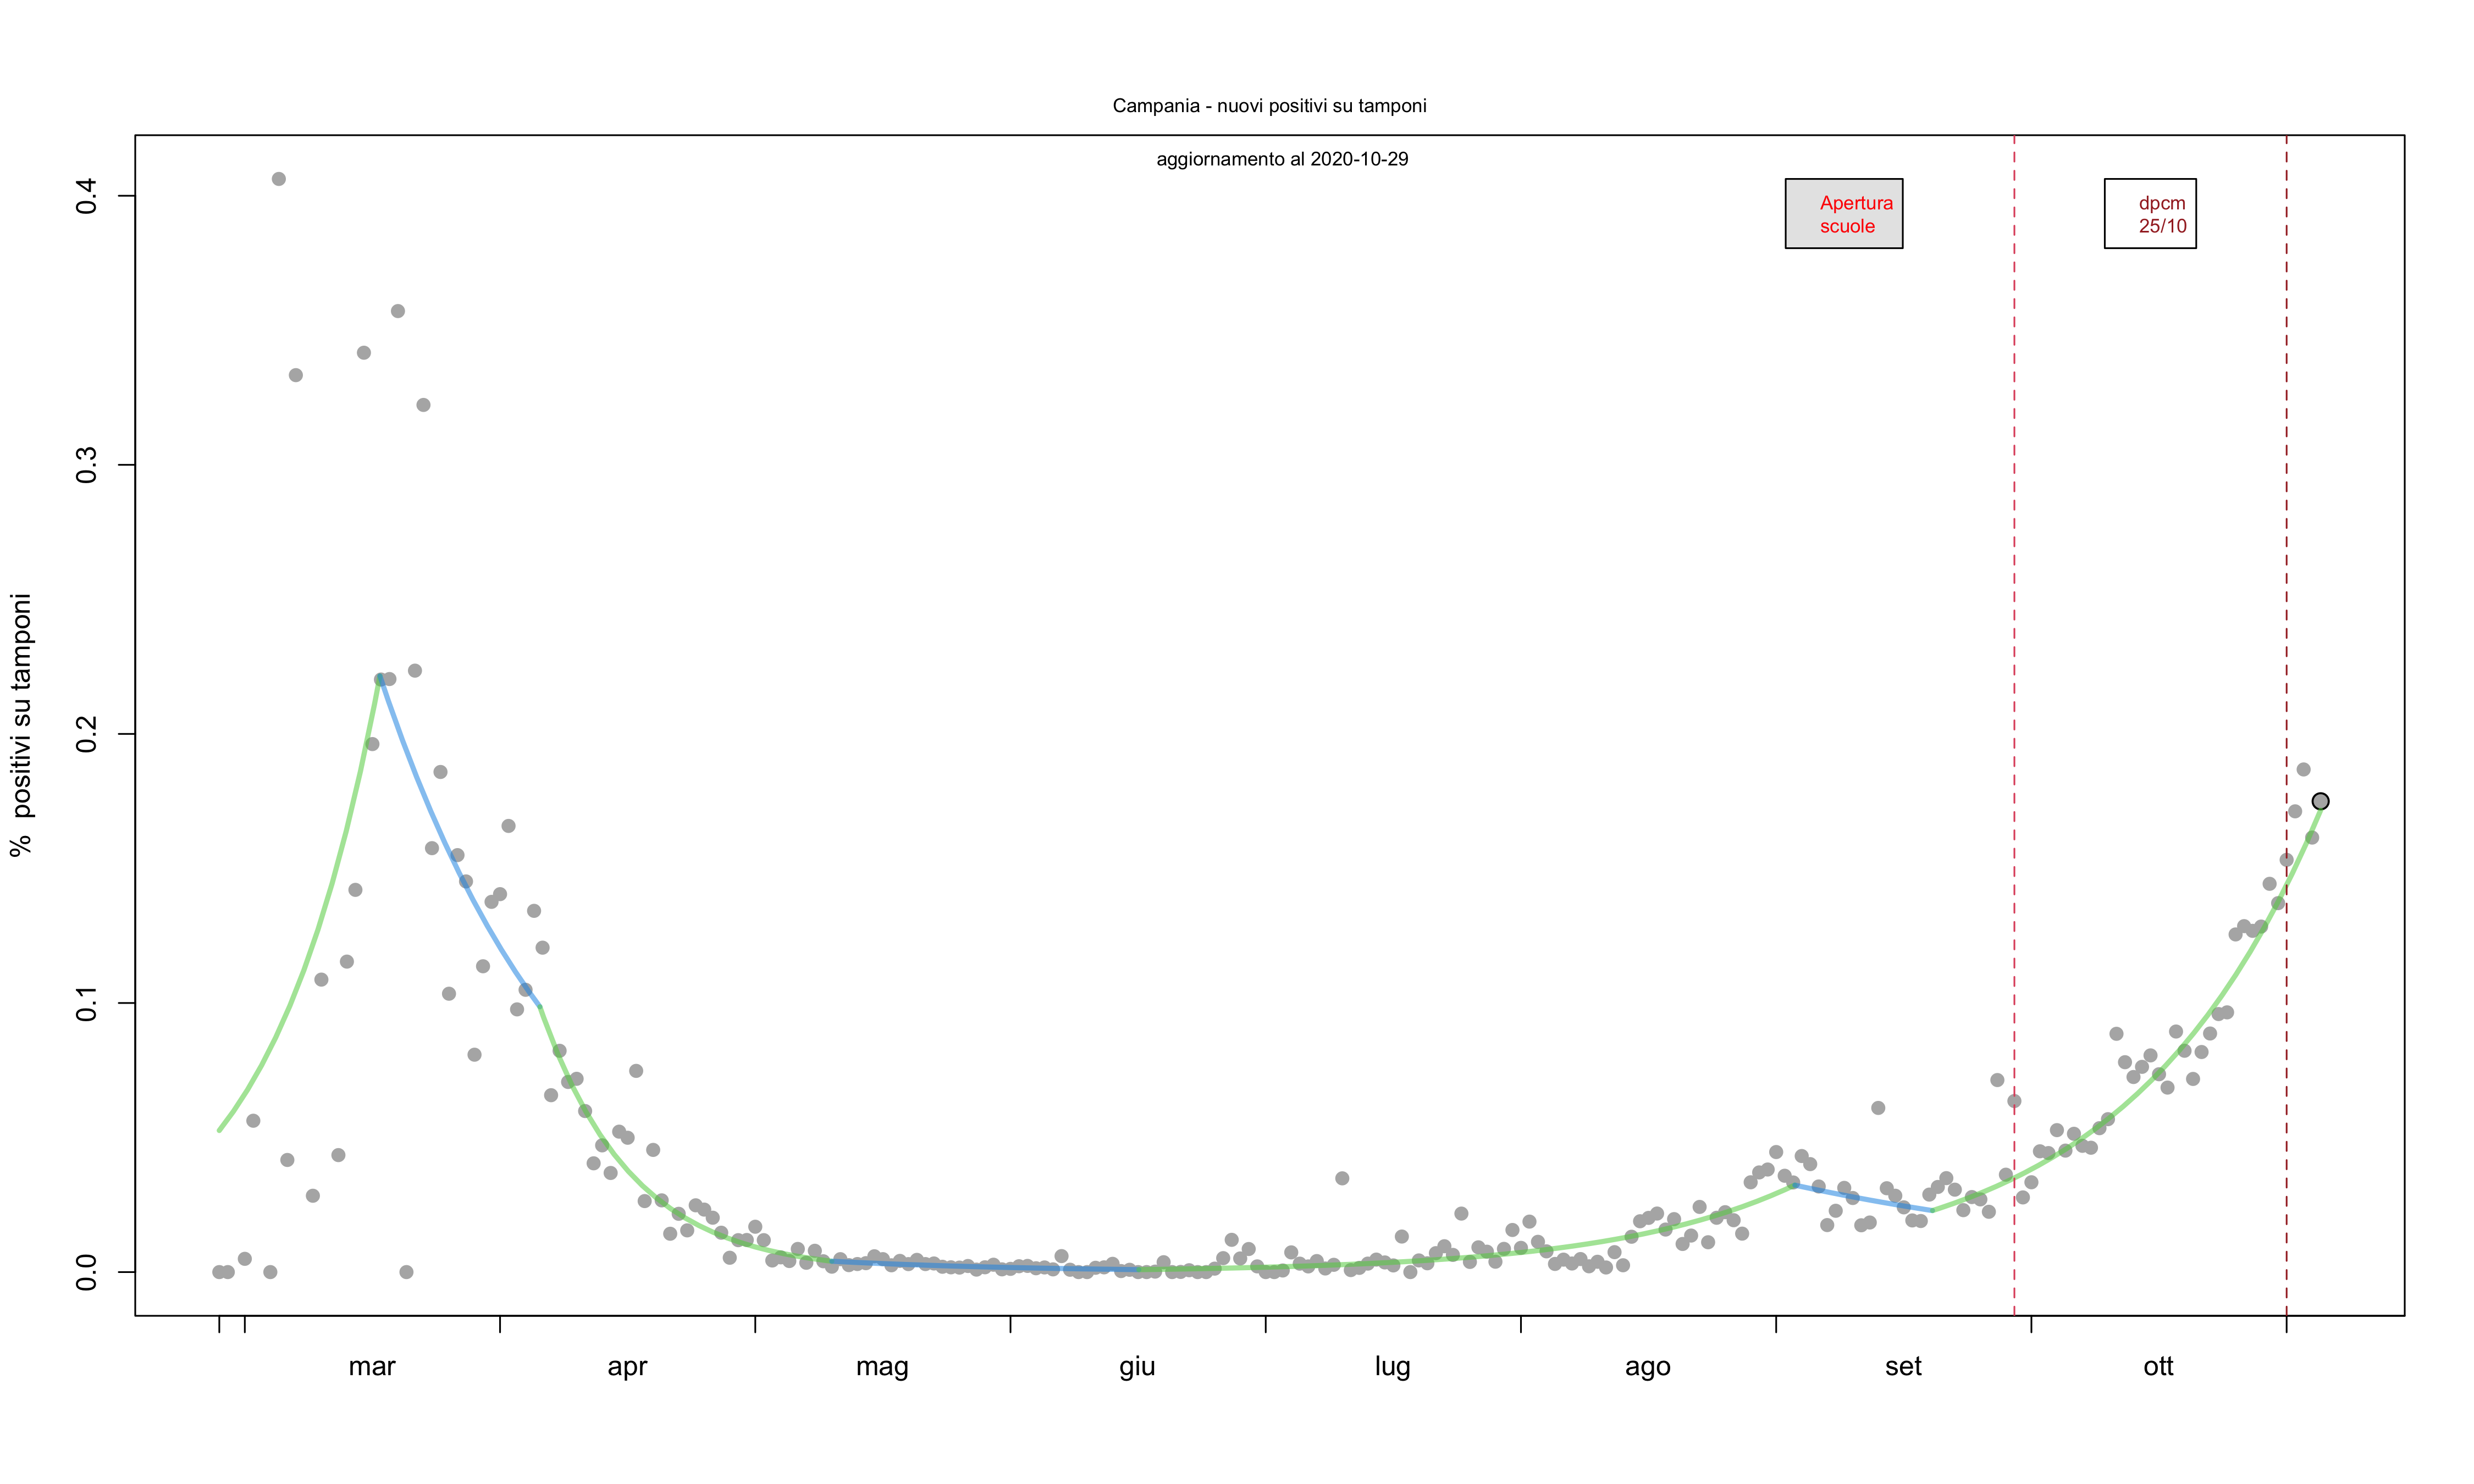 Campania - nuovi positivi su tamponi
aggiornamento al 2020-10-29
Apertura
scuole
dpcm
25/10
% positivi su tamponi
0.4
0.3
0.2
0.1
0.0
mar apr mag giu lug ago set ott